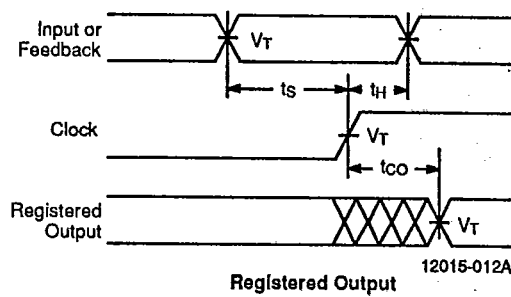 Input or
Feedback
VT
tS
tH
Clock
VT
tCO
Registered
Output
VT
12015-012A
Registered Output